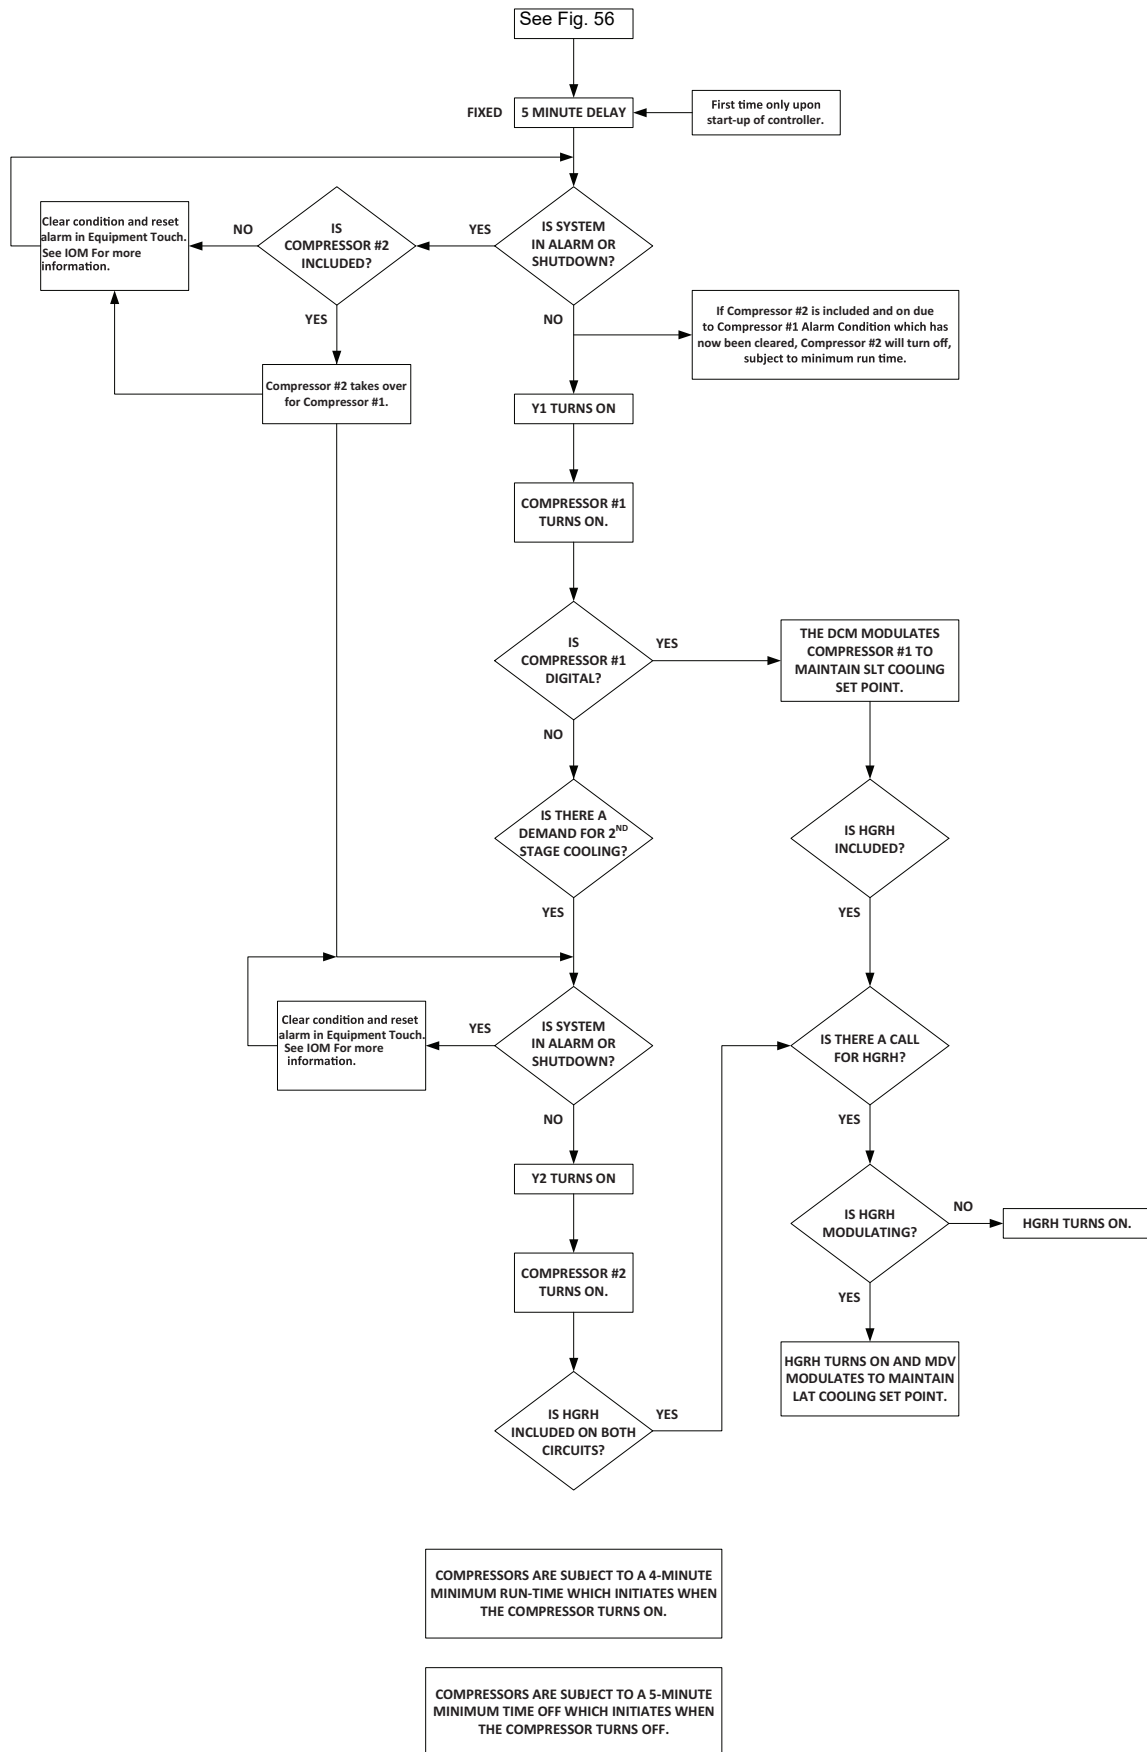 See Fig. 56
FIXED
5 MINUTE DELAY
First time only upon
start-up of controller.
Clear condition and reset
alarm in Equipment Touch.
See IOM For more
information.
NO
IS
COMPRESSOR #2
INCLUDED?
YES
IS SYSTEM
IN ALARM OR
SHUTDOWN?
YES
NO
If Compressor #2 is included and on due
to Compressor #1 Alarm Condition which has
now been cleared, Compressor #2 will turn off,
subject to minimum run time.
Compressor #2 takes over
for Compressor #1.
Y1 TURNS ON
COMPRESSOR #1
TURNS ON.
IS
COMPRESSOR #1
DIGITAL?
YES
THE DCM MODULATES
COMPRESSOR #1 TO
MAINTAIN SLT COOLING
SET POINT.
NO
IS THERE A
DEMAND FOR 2ND
STAGE COOLING?
IS HGRH
INCLUDED?
YES
YES
Clear condition and reset
alarm in Equipment Touch.
See IOM For more
information.
YES
IS SYSTEM
IN ALARM OR
SHUTDOWN?
IS THERE A CALL
FOR HGRH?
NO
YES
Y2 TURNS ON
IS HGRH
MODULATING?
NO
HGRH TURNS ON.
COMPRESSOR #2
TURNS ON.
YES
HGRH TURNS ON AND MDV
MODULATES TO MAINTAIN
LAT COOLING SET POINT.
IS HGRH
INCLUDED ON BOTH
CIRCUITS?
YES
COMPRESSORS ARE SUBJECT TO A 4-MINUTE
MINIMUM RUN-TIME WHICH INITIATES WHEN
THE COMPRESSOR TURNS ON.
COMPRESSORS ARE SUBJECT TO A 5-MINUTE
MINIMUM TIME OFF WHICH INITIATES WHEN
THE COMPRESSOR TURNS OFF.